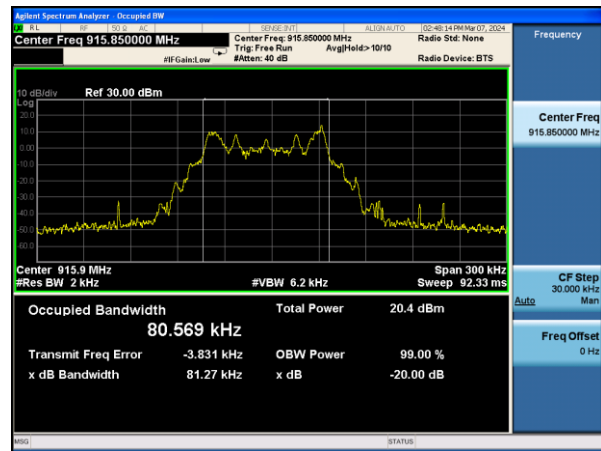 Agilent Spectrum Analyzer - Occupied BW
RL RF 50 Ω AC SENSE:INT ALIGN AUTO 02:48:14 PM Mar 07, 2024
Center Freq 915.850000 MHz
Center Freq: 915.850000 MHz
Radio Std: None
Trig: Free Run Avg|Hold:>10/10
#IFGain:Low #Atten: 40 dB Radio Device: BTS
10 dB/div Ref 30.00 dBm
Log
20.0
10.0
0.00
-10.0
-20.0
-30.0
-40.0
-50.0
-60.0
Center 915.9 MHz Span 300 kHz
#Res BW 2 kHz #VBW 6.2 kHz Sweep 92.33 ms
Occupied Bandwidth Total Power 20.4 dBm
80.569 kHz
Transmit Freq Error -3.831 kHz OBW Power 99.00 %
x dB Bandwidth 81.27 kHz x dB -20.00 dB
MSG STATUS
Frequency
Center Freq
915.850000 MHz
CF Step
30.000 kHz
Auto Man
Freq Offset
0 Hz